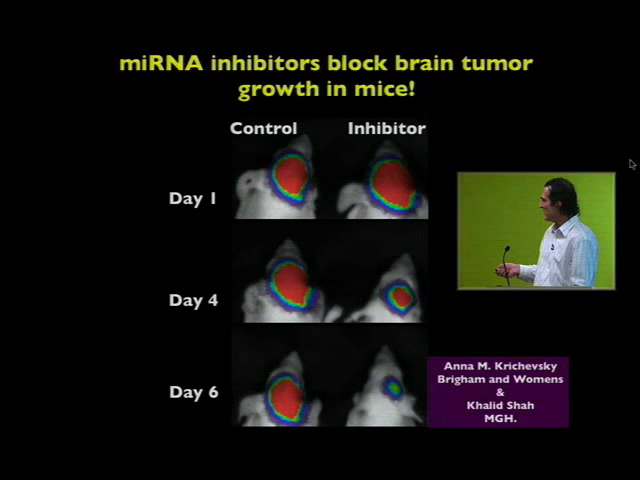 miRNA inhibitors block brain tumor
growth in mice!
Control Inhibitor
Day 1
Day 4
Day 6
Anna M. Krichevsky
Brigham and Womens
&
Khalid Shah
MGH.